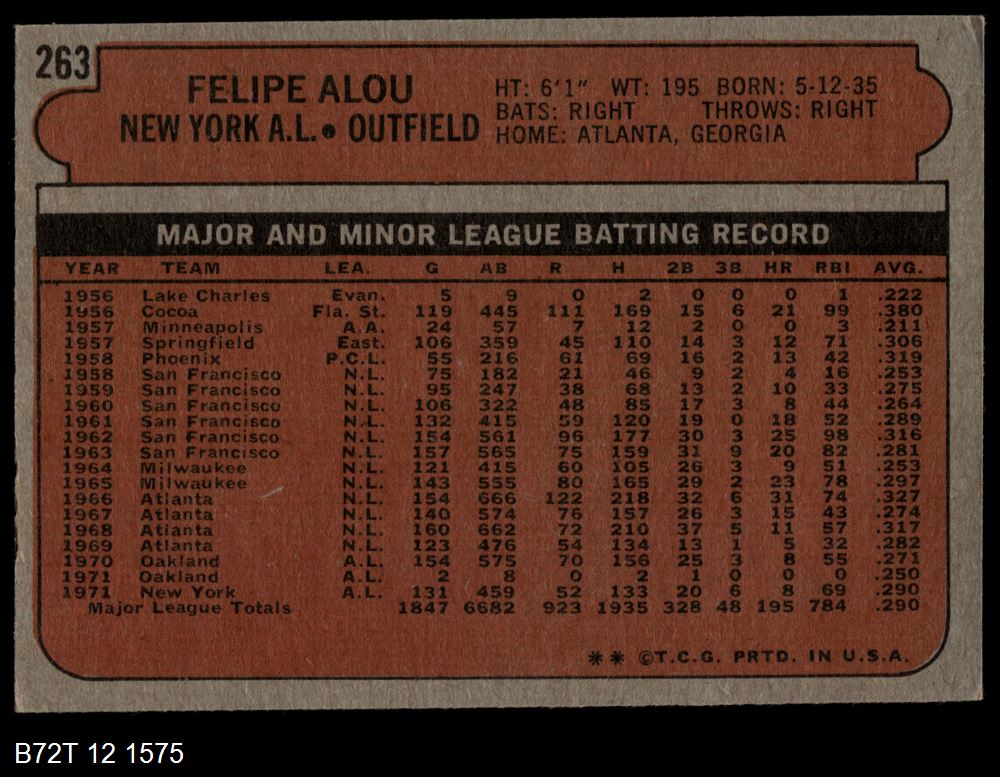 263
FELIPE ALOU
NEW YORK A.L. • OUTFIELD
HT: 6'1" WT: 195 BORN: 5-12-35
BATS: RIGHT THROWS: RIGHT
HOME: ATLANTA, GEORGIA
MAJOR AND MINOR LEAGUE BATTING RECORD
YEAR TEAM LEA. G AB R H 2B 3B HR RBI AVG.
1956 Lake Charles Evan. 5 9 0 2 0 0 0 1 .222
1956 Cocoa Fla. St. 119 445 111 169 15 6 21 99 .380
1957 Minneapolis A.A. 24 57 7 12 2 0 0 3 .211
1957 Springfield East. 106 359 45 110 14 3 12 71 .306
1958 Phoenix P.C.L. 55 216 61 69 16 2 13 42 .319
1958 San Francisco N.L. 75 182 21 46 9 2 4 16 .253
1959 San Francisco N.L. 95 247 38 68 13 2 10 33 .275
1960 San Francisco N.L. 106 322 48 85 17 3 8 44 .264
1961 San Francisco N.L. 132 415 59 120 19 0 18 52 .289
1962 San Francisco N.L. 154 561 96 177 30 3 25 98 .316
1963 San Francisco N.L. 157 565 75 159 31 9 20 82 .281
1964 Milwaukee N.L. 121 415 60 105 26 3 9 51 .253
1965 Milwaukee N.L. 143 555 80 165 29 2 23 78 .297
1966 Atlanta N.L. 154 666 122 218 32 6 31 74 .327
1967 Atlanta N.L. 140 574 76 157 26 3 15 43 .274
1968 Atlanta N.L. 160 662 72 210 37 5 11 57 .317
1969 Atlanta N.L. 123 476 54 134 13 1 5 32 .282
1970 Oakland A.L. 154 575 70 156 25 3 8 55 .271
1971 Oakland A.L. 2 8 0 2 1 0 0 0 .250
1971 New York A.L. 131 459 52 133 20 6 8 69 .290
Major League Totals 1847 6682 923 1935 328 48 195 784 .290
** ©T.C.G. PRTD. IN U.S.A.
B72T 12 1575